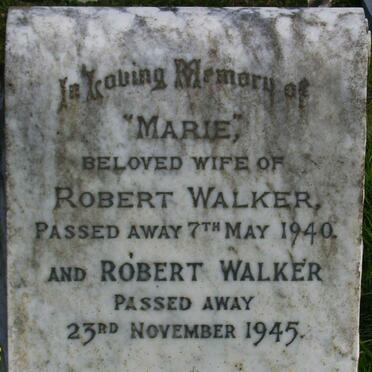 In Loving Memory of
"MARIE,"
BELOVED WIFE OF
ROBERT WALKER,
PASSED AWAY 7TH MAY 1940.
AND ROBERT WALKER
PASSED AWAY
23RD NOVEMBER 1945.